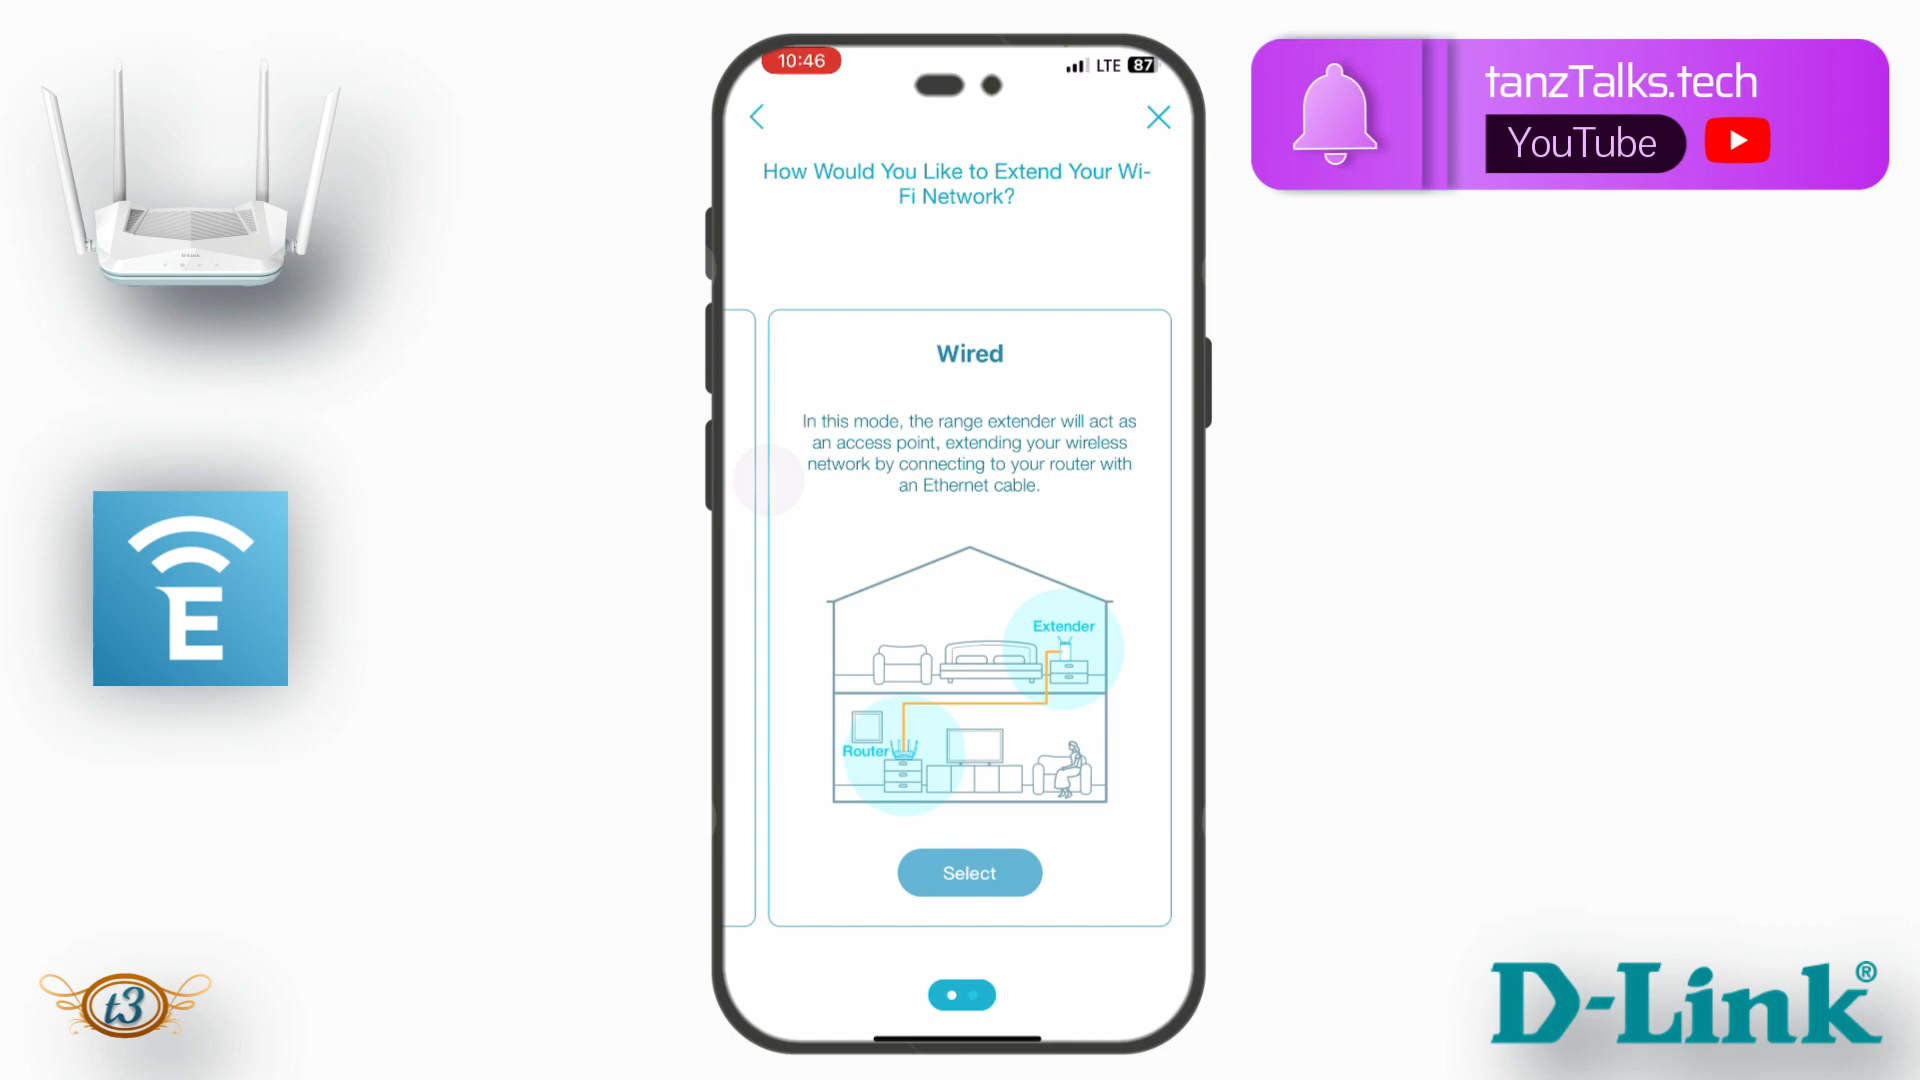 10:46
LTE 87
tanzTalks.tech
YouTube
How Would You Like to Extend Your Wi-
Fi Network?
D-Link
Wired
In this mode, the range extender will act as
an access point, extending your wireless
network by connecting to your router with
an Ethernet cable.
E
Extender
Router
Select
t3
D-Link®